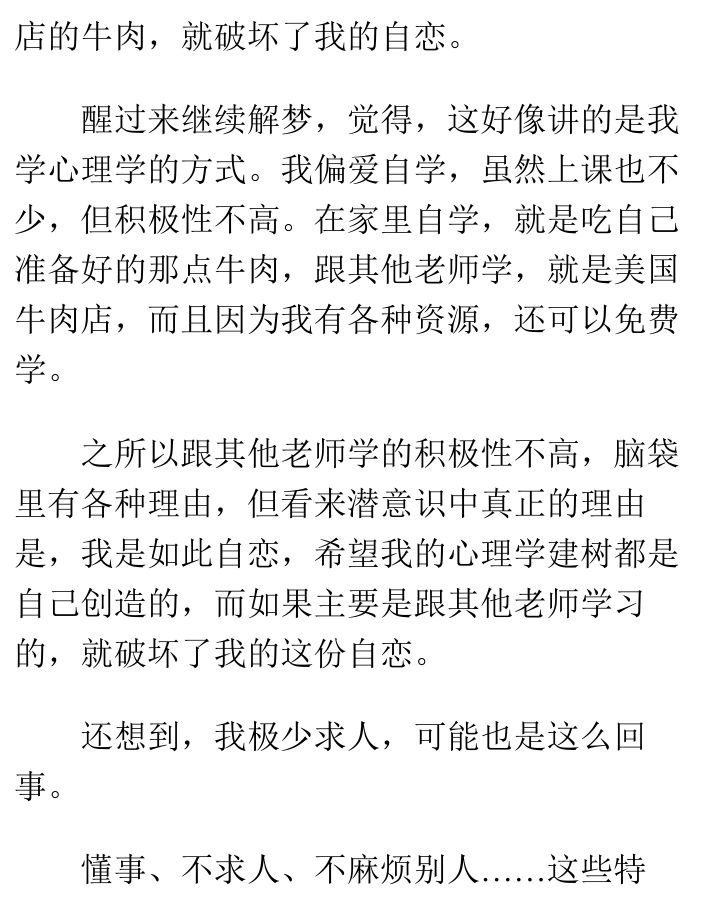 店的牛肉，就破坏了我的自恋。
醒过来继续解梦，觉得，这好像讲的是我
学心理学的方式。我偏爱自学，虽然上课也不
少，但积极性不高。在家里自学，就是吃自己
准备好的那点牛肉，跟其他老师学，就是美国
牛肉店，而且因为我有各种资源，还可以免费
学。
之所以跟其他老师学的积极性不高，脑袋
里有各种理由，但看来潜意识中真正的理由
是，我是如此自恋，希望我的心理学建树都是
自己创造的，而如果主要是跟其他老师学习
的，就破坏了我的这份自恋。
还想到，我极少求人，可能也是这么回
事。
懂事、不求人、不麻烦别人……这些特